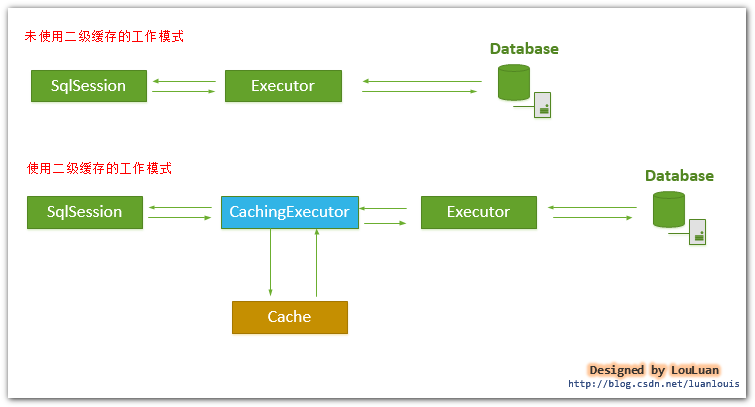 未使用二级缓存的工作模式
Database
SqlSession
Executor
使用二级缓存的工作模式
Database
SqlSession
CachingExecutor
Executor
Cache
Designed by LouLuan
http://blog.csdn.net/luanlouis